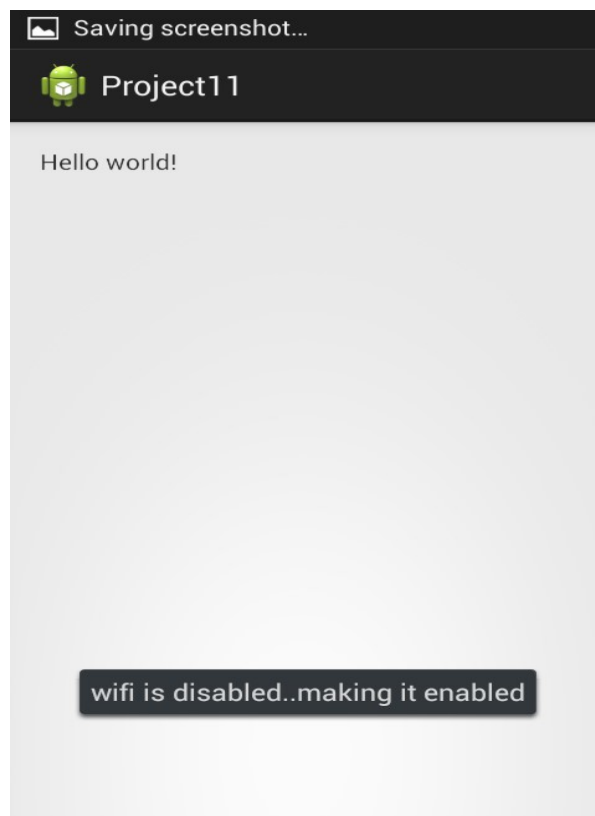 Saving screenshot...
Project11
Hello world!
wifi is disabled..making it enabled